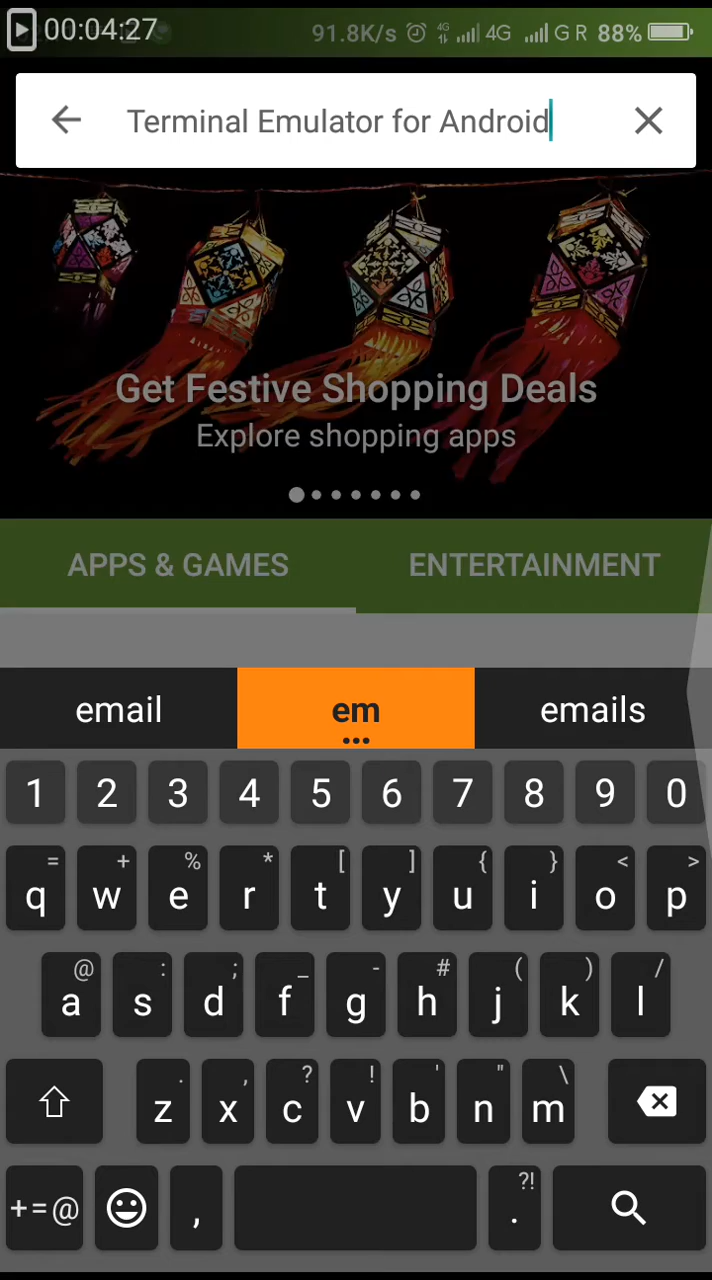 00:04:27 91.8K/s 4G 4G G R 88%
Terminal Emulator for Android
Get Festive Shopping Deals
Explore shopping apps
APPS & GAMES ENTERTAINMENT
email em emails
1 2 3 4 5 6 7 8 9 0
= + % * [ ] { } < >
q w e r t y u i o p
@ : ; _ - # ( ) /
a s d f g h j k l
. , ? ! ' " \
z x c v b n m
?!
+=@ , .